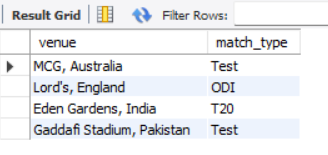 Result Grid Filter Rows:
venue match_type
MCG, Australia Test
Lord's, England ODI
Eden Gardens, India T20
Gaddafi Stadium, Pakistan Test